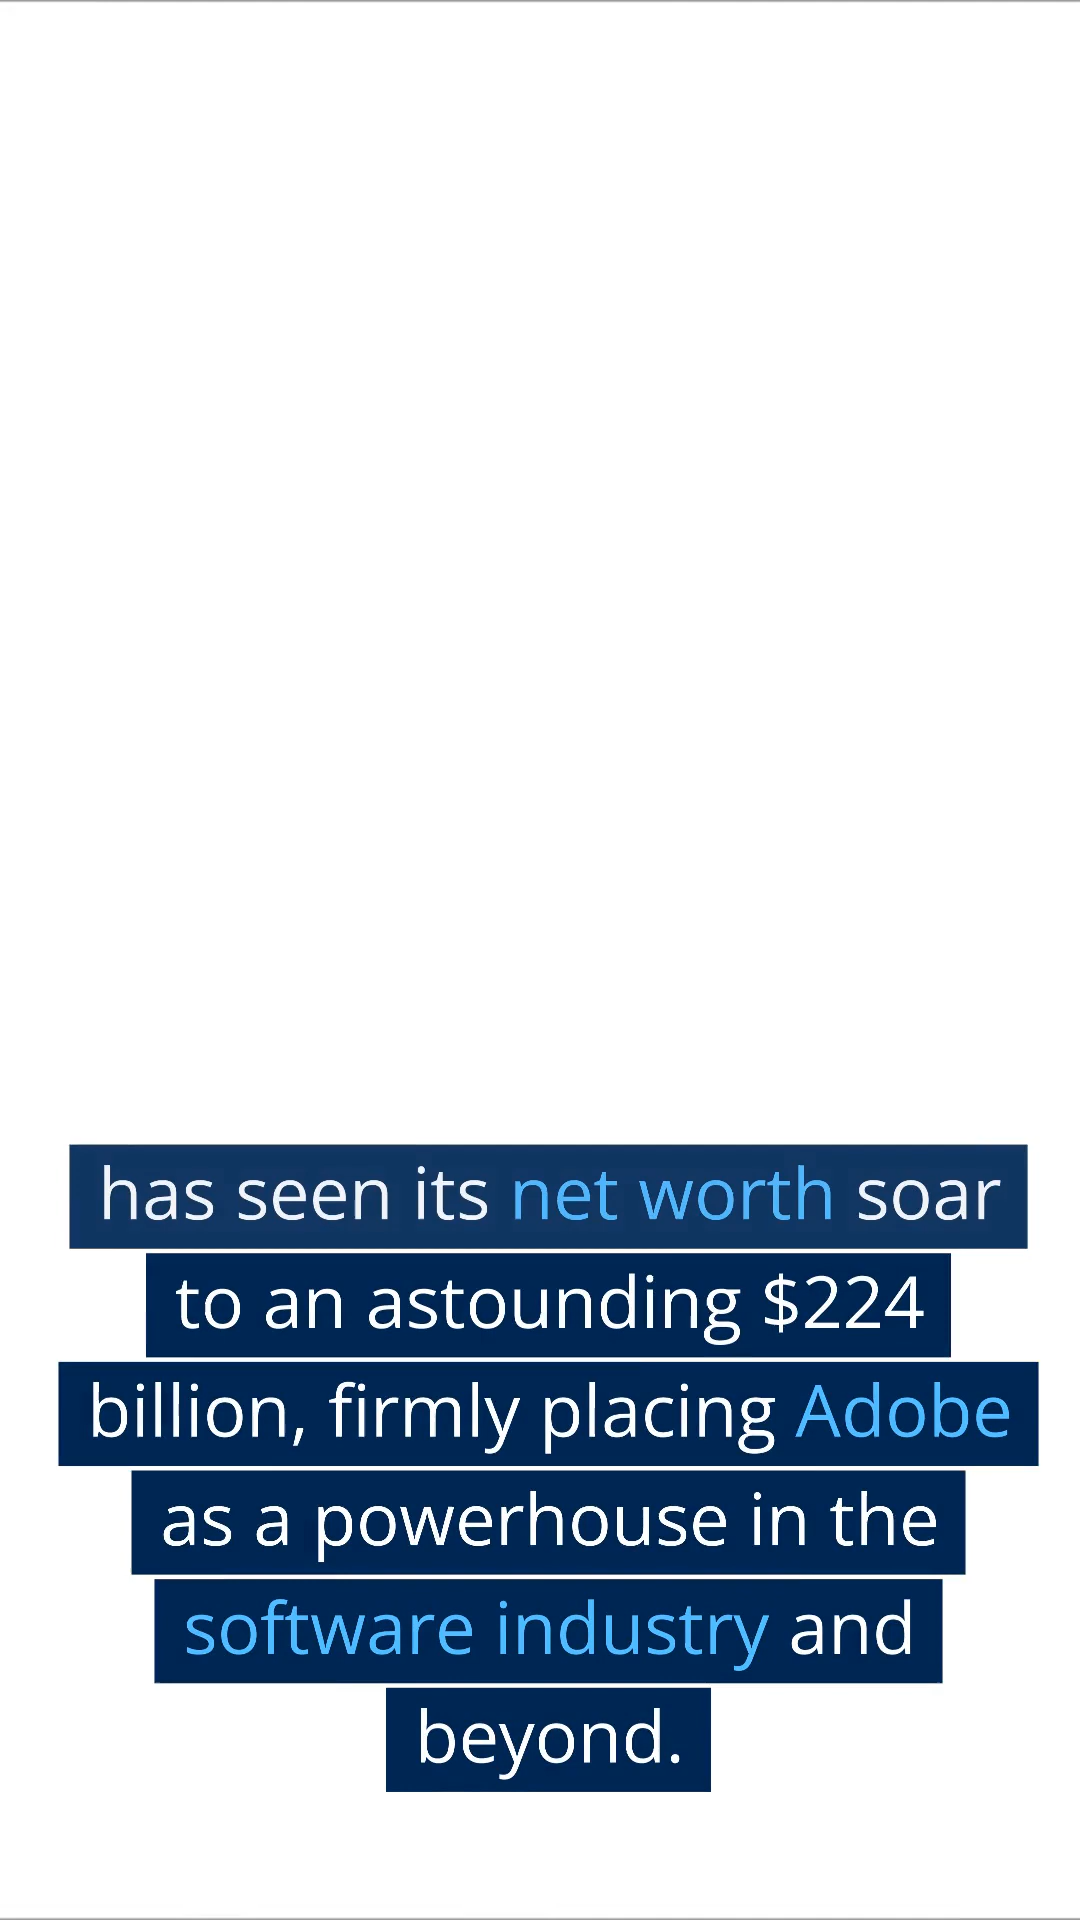 has seen its net worth soar
to an astounding $224
billion, firmly placing Adobe
as a powerhouse in the
software industry and
beyond.